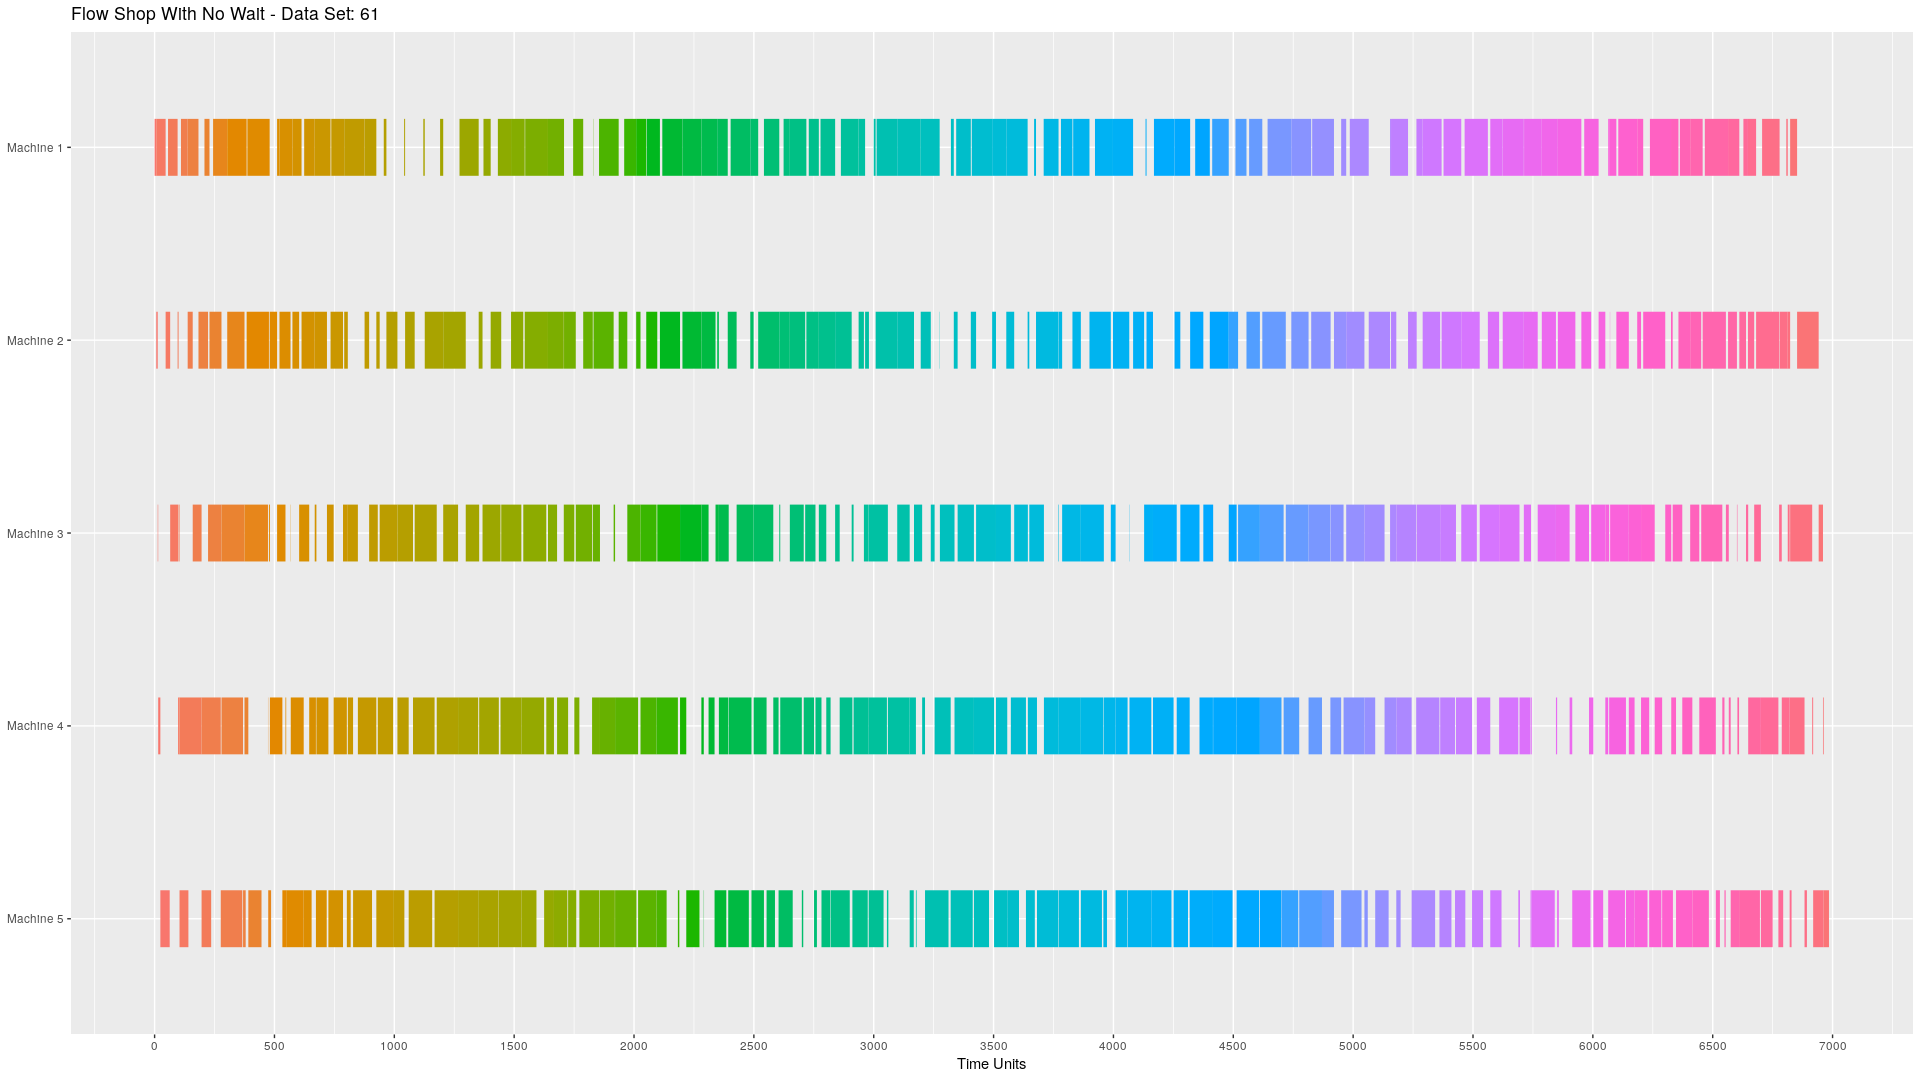 Flow Shop With No Wait - Data Set: 61
Machine 1
Machine 2
Machine 3
Machine 4
Machine 5
0 500 1000 1500 2000 2500 3000 3500 4000 4500 5000 5500 6000 6500 7000
Time Units